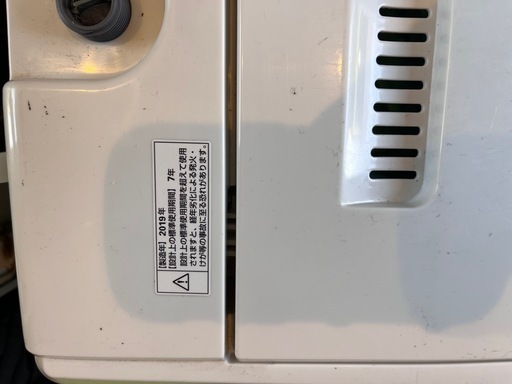 【製造年】2019年
【設計上の標準使用期間】7年
設計上の標準使用期間を超えて使用
されますと、経年劣化による発火・
けが等の事故に至る恐れがあります。